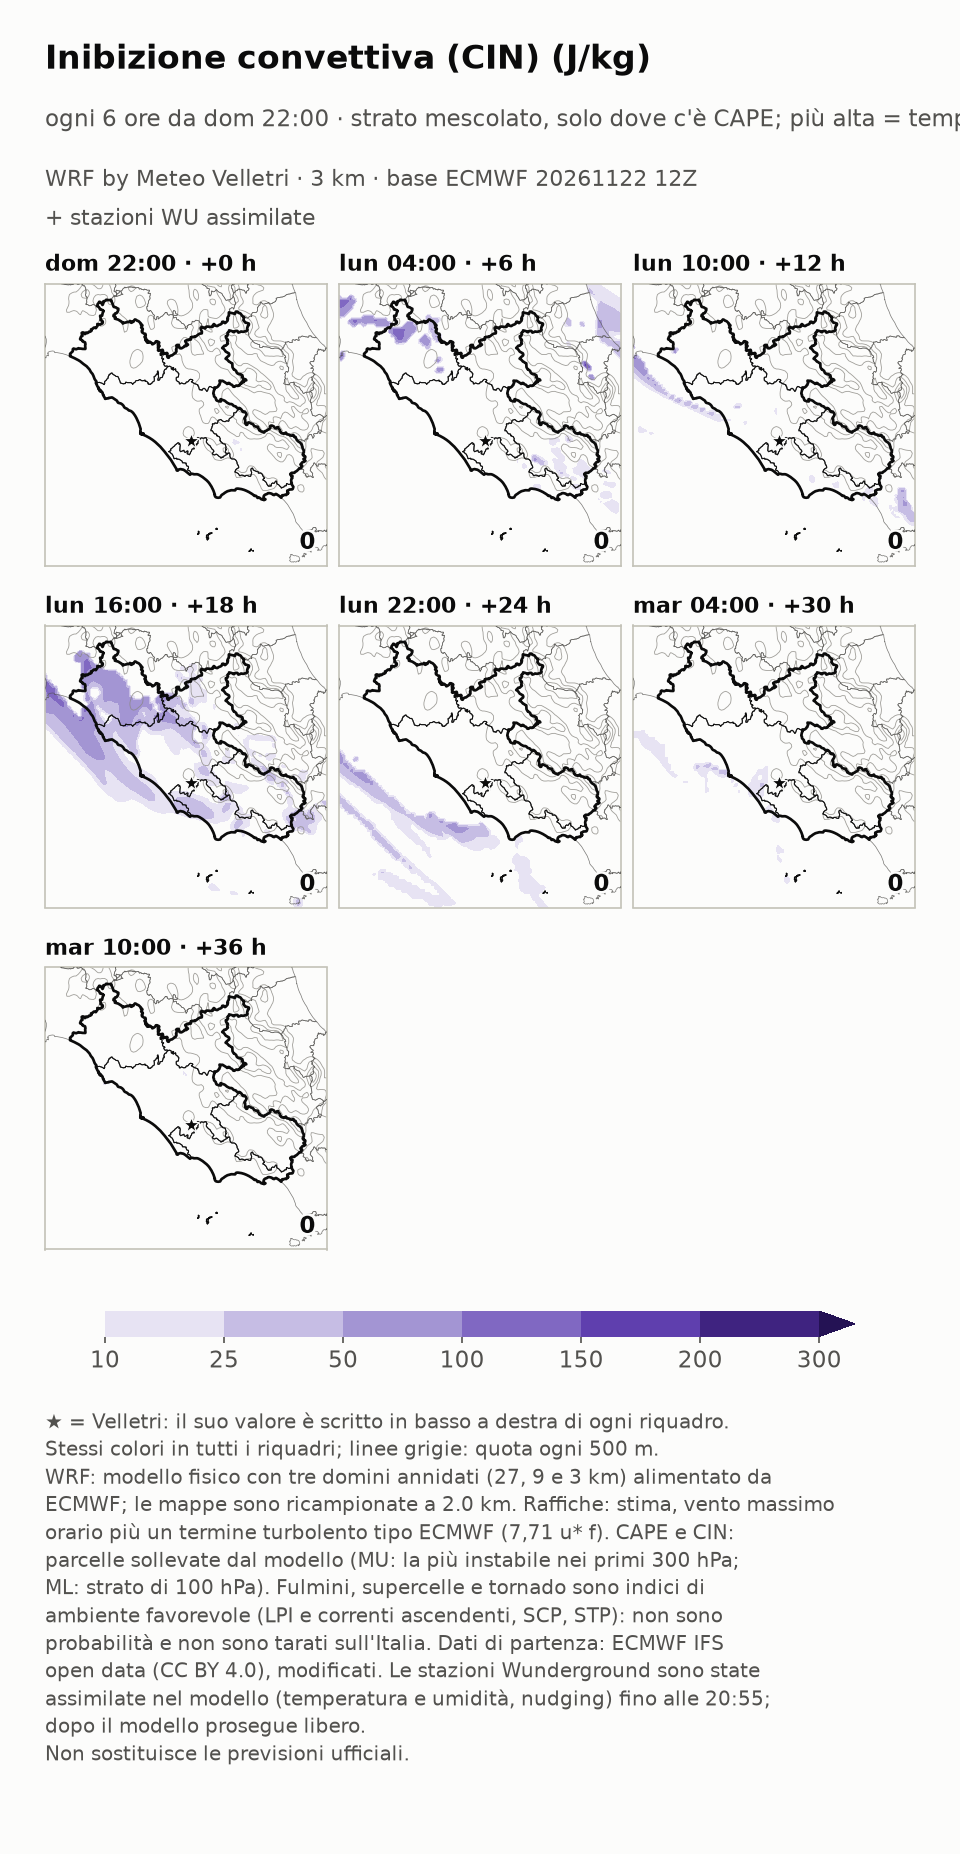 Inibizione convettiva (CIN) (J/kg)
ogni 6 ore da dom 22:00 · strato mescolato, solo dove c'è CAPE; più alta =
WRF by Meteo Velletri · 3 km · base ECMWF 20261122 12Z
+ stazioni WU assimilate
dom 22:00 · +0 h
lun 04:00 · +6 h
lun 10:00 · +12 h
0
0
0
lun 16:00 · +18 h
lun 22:00 · +24 h
mar 04:00 · +30 h
0
0
0
mar 10:00 · +36 h
0
10 25 50 100 150 200 300
★ = Velletri: il suo valore è scritto in basso a destra di ogni riquadro.
Stessi colori in tutti i riquadri; linee grigie: quota ogni 500 m.
WRF: modello fisico con tre domini annidati (27, 9 e 3 km) alimentato da
ECMWF; le mappe sono ricampionate a 2.0 km. Raffiche: stima, vento massimo
orario più un termine turbolento tipo ECMWF (7,71 u* f). CAPE e CIN:
parcelle sollevate dal modello (MU: la più instabile nei primi 300 hPa;
ML: strato di 100 hPa). Fulmini, supercelle e tornado sono indici di
ambiente favorevole (LPI e correnti ascendenti, SCP, STP): non sono
probabilità e non sono tarati sull'Italia. Dati di partenza: ECMWF IFS
open data (CC BY 4.0), modificati. Le stazioni Wunderground sono state
assimilate nel modello (temperatura e umidità, nudging) fino alle 20:55;
dopo il modello prosegue libero.
Non sostituisce le previsioni ufficiali.